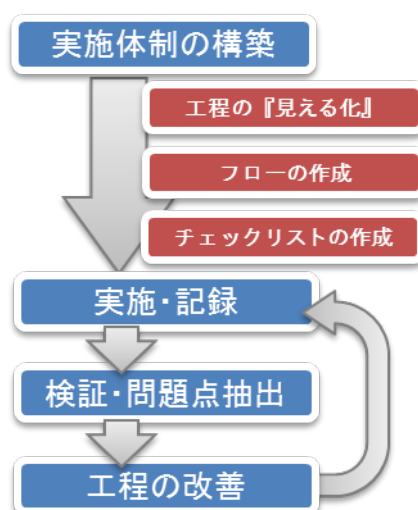 実施体制の構築
工程の『見える化』
フローの作成
チェックリストの作成
実施・記録
検証・問題点抽出
工程の改善